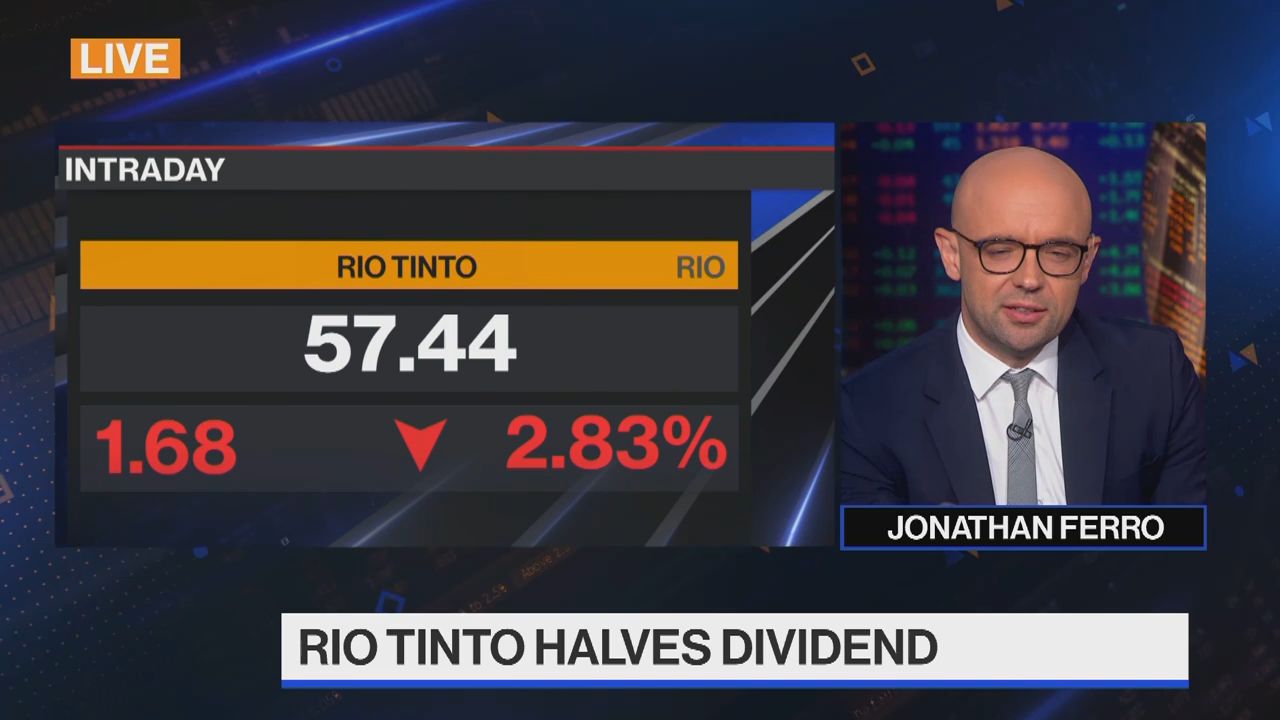 LIVE
INTRADAY
RIO TINTO RIO
57.44
1.68 2.83%
JONATHAN FERRO
RIO TINTO HALVES DIVIDEND